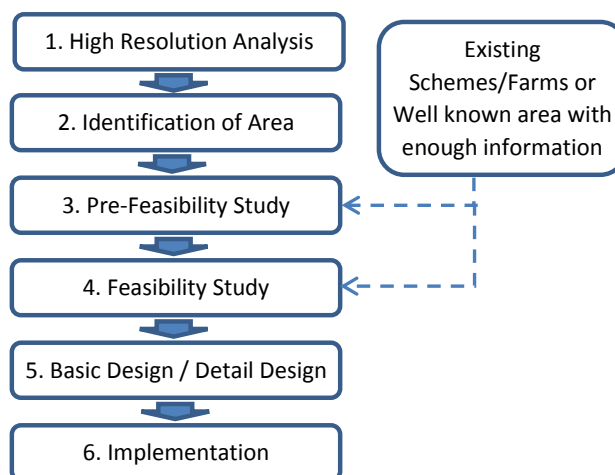 1. High Resolution Analysis
2. Identification of Area
3. Pre-Feasibility Study
4. Feasibility Study
5. Basic Design / Detail Design
6. Implementation
Existing
Schemes/Farms or
Well known area with
enough information